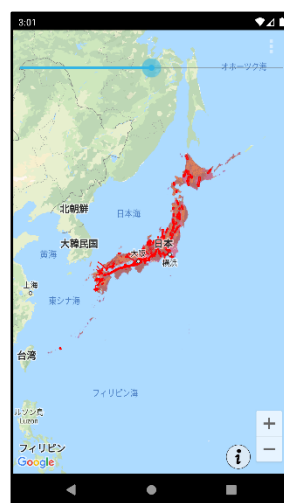 3:01
オホーツク海
北朝鮮
日本海
大韓民国
日本
大阪
横浜
黄海
上海
東シナ海
台湾
フィリピン海
ルソン島
Luzon
フィリピン
Google
i
+
−